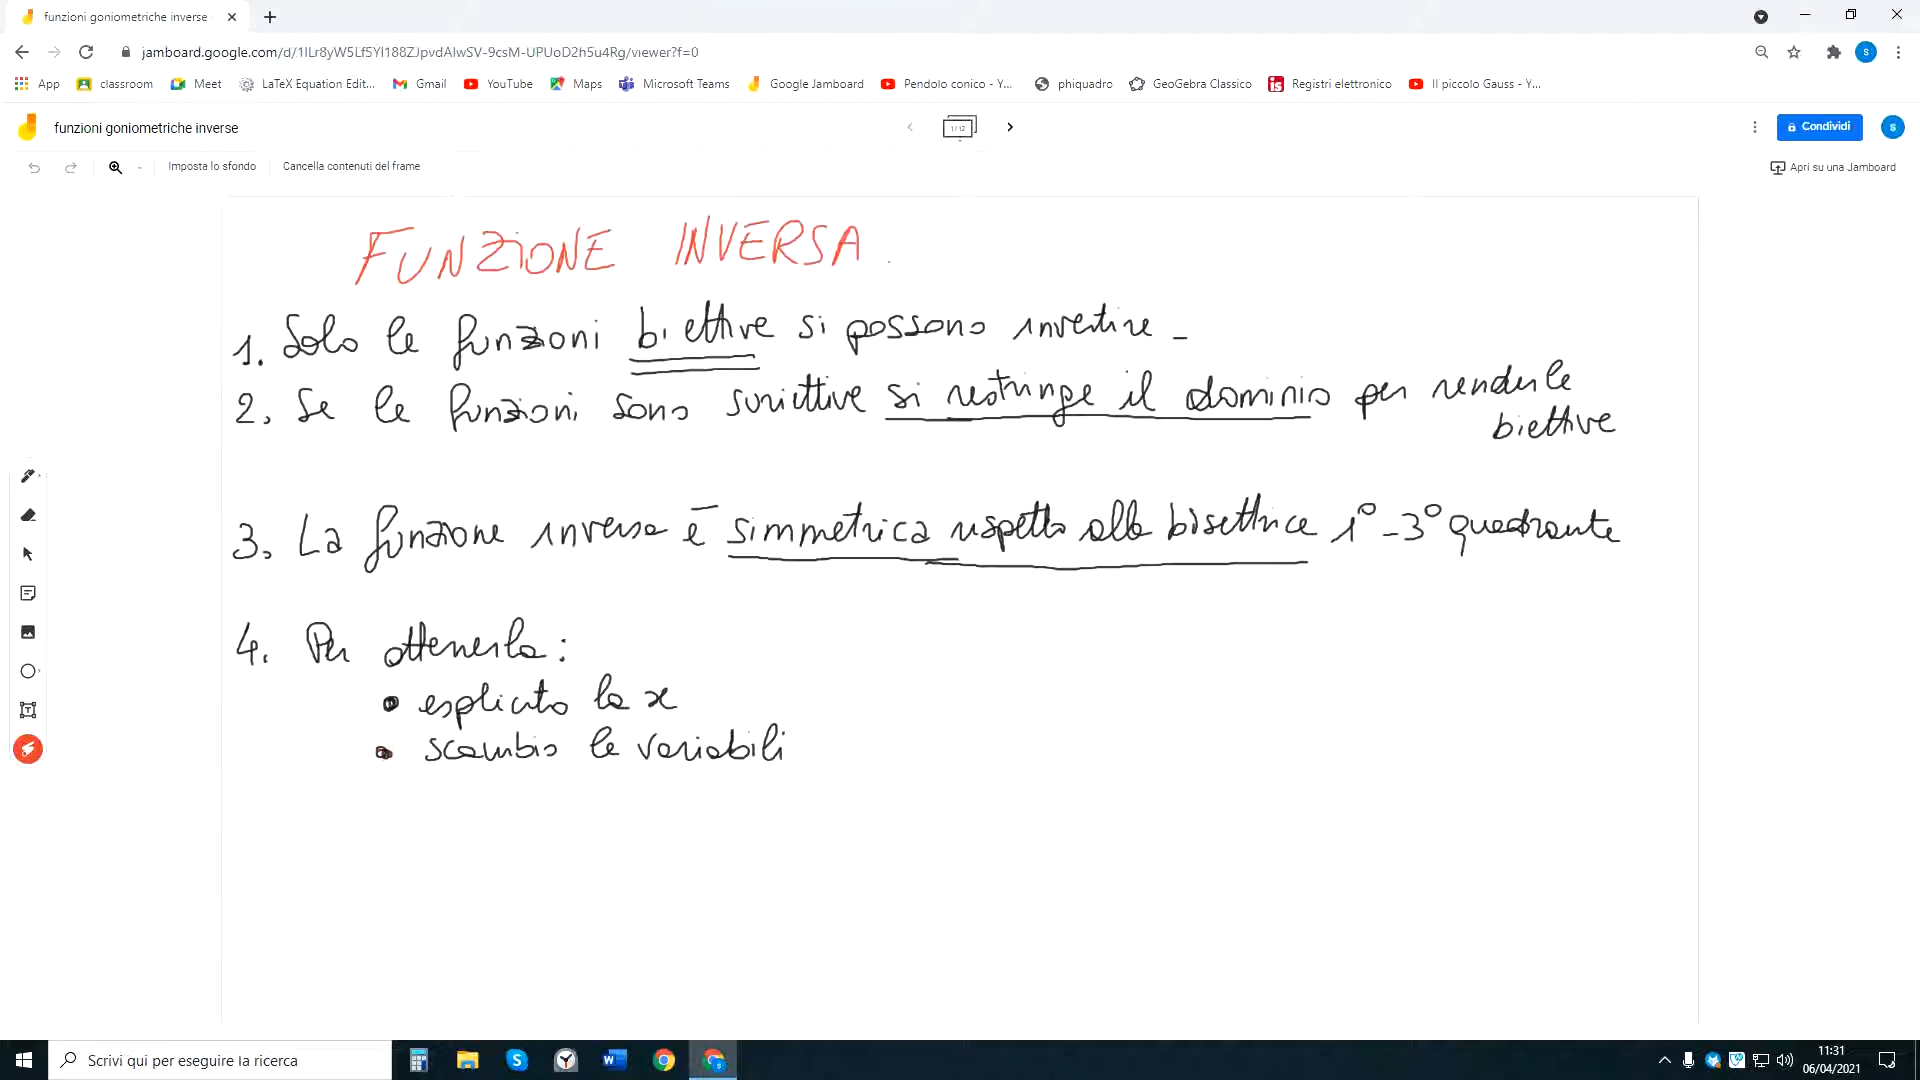 funzioni goniometriche inverse
jamboard.google.com/d/1ILr8yW5Lf5Yl188ZJpvdAlwSV-9csM-UPUoD2h5u4Rg/viewer?f=0
App classroom Meet LaTeX Equation Edit... Gmail YouTube Maps Microsoft Teams Google Jamboard Pendolo conico - Y... phiquadro GeoGebra Classico Registri elettronico Il piccolo Gauss - Y...
funzioni goniometriche inverse 1 / 12 Condividi S
Imposta lo sfondo Cancella contenuti del frame Apri su una Jamboard
FUNZIONE INVERSA.
1. Solo le funzioni biettive si possono invertire -
2. Se le funzioni sono suriettive si restringe il dominio per renderle
biettive
3. La funzione inversa è simmetrica rispetto alla bisettrice 1° - 3° quadrante
4. Per ottenerla:
• esplicito la x
• scambio le variabili
Scrivi qui per eseguire la ricerca
11:31
06/04/2021